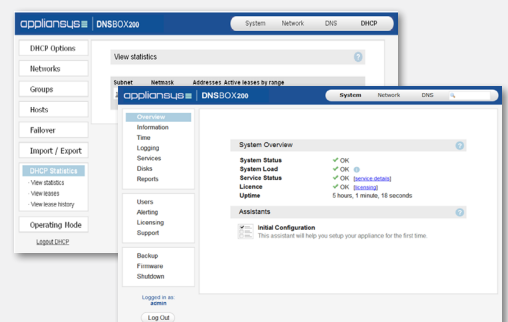 appliansys DNSBOX200
System Network DNS DHCP
DHCP Options
Networks
Groups
Hosts
Failover
Import / Export
DHCP Statistics
· View statistics
· View leases
· View lease history
Operating Mode
Logout DHCP
View statistics
?
Subnet Netmask Addresses Active leases by range
appliansys DNSBOX200
System Network DNS
Overview
Information
Time
Logging
Services
Disks
Reports
Users
Alerting
Licensing
Support
Backup
Firmware
Shutdown
Logged in as:
admin
Log Out
System Overview
?
System Status ✔ OK
System Load ✔ OK
Service Status ✔ OK [service details]
Licence ✔ OK [licensing]
Uptime 5 hours, 1 minute, 18 seconds
Assistants
?
Initial Configuration
This assistant will help you setup your appliance for the first time.